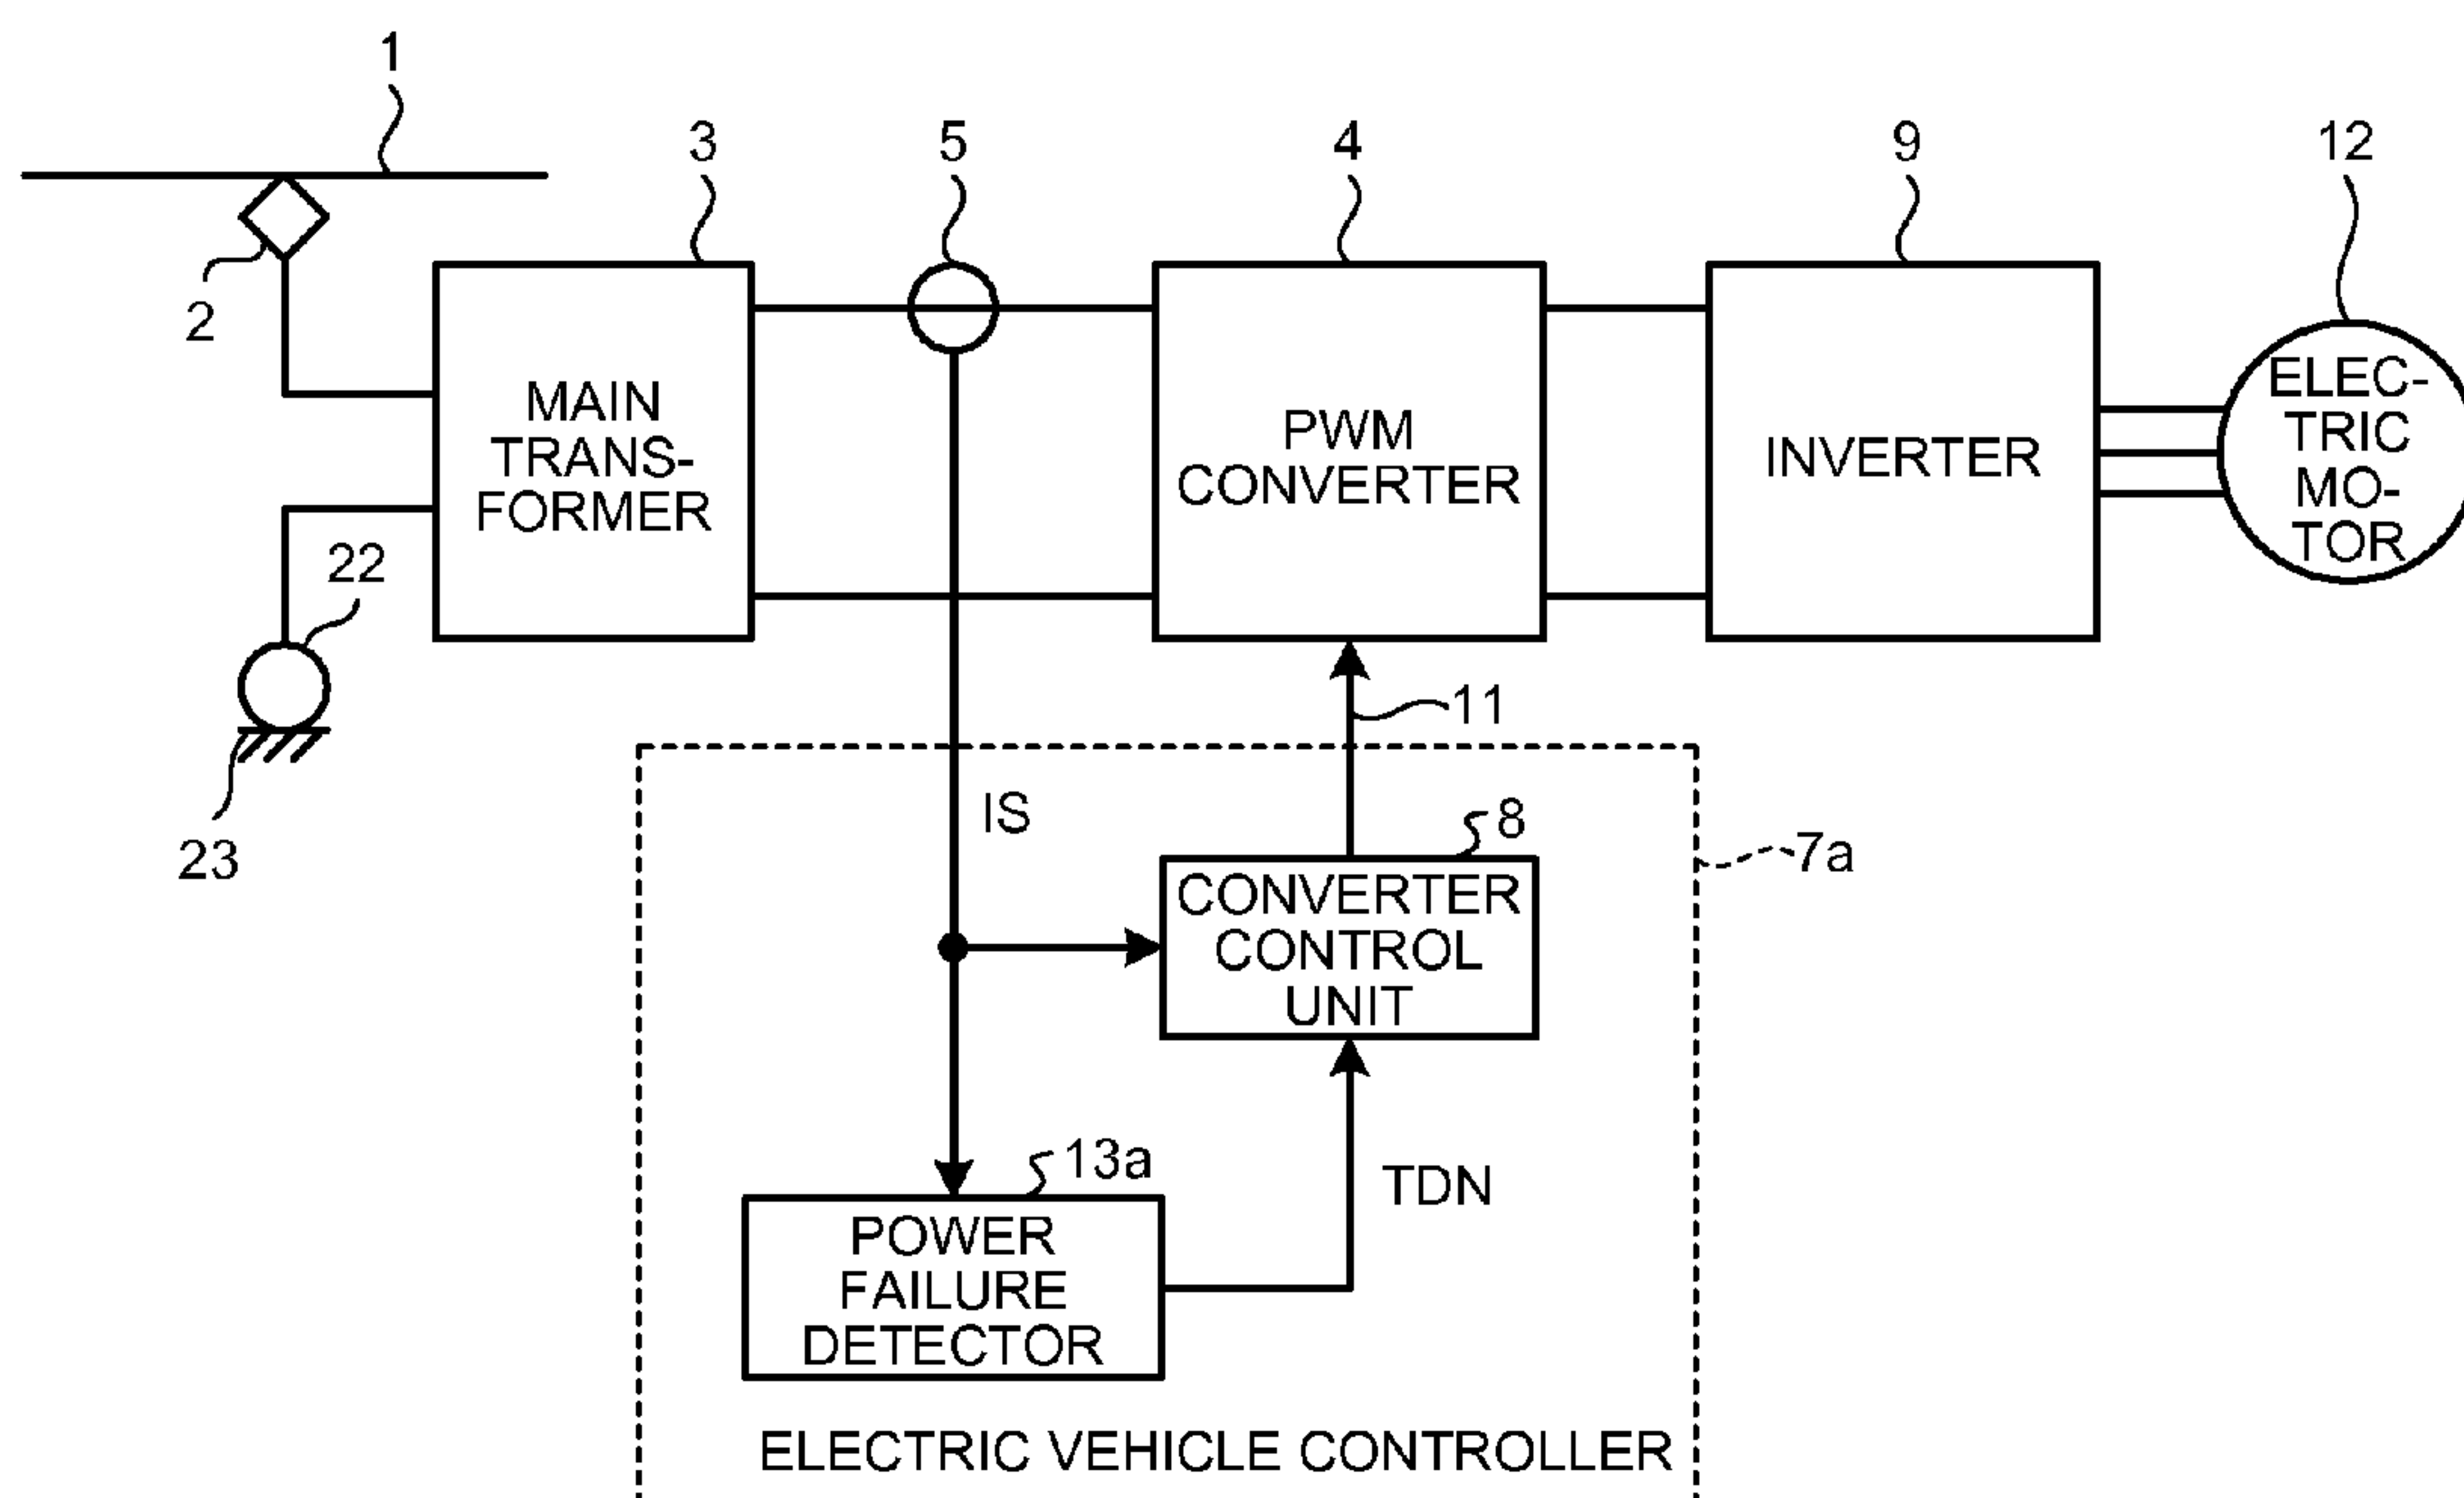 1
3
5
4
9
12
2
MAIN
TRANS-
FORMER
PWM
CONVERTER
INVERTER
ELEC-
TRIC
MO-
TOR
22
11
23
IS
8
7a
CONVERTER
CONTROL
UNIT
13a
TDN
POWER
FAILURE
DETECTOR
ELECTRIC VEHICLE CONTROLLER